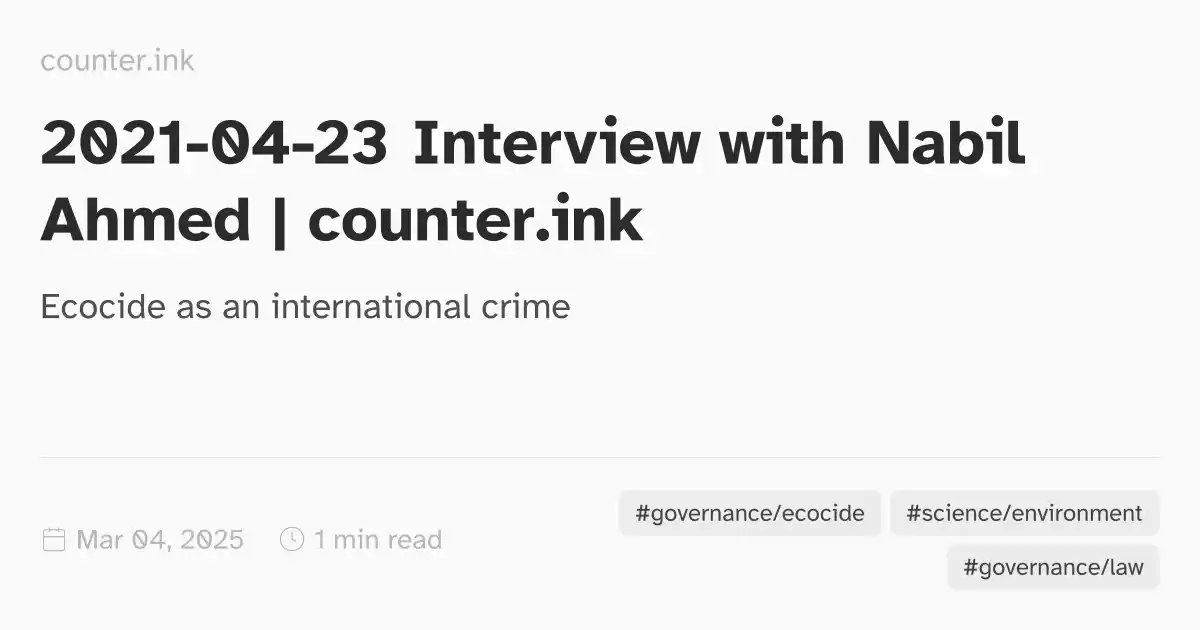 counter.ink
2021-04-23 Interview with Nabil
Ahmed | counter.ink
Ecocide as an international crime
Mar 04, 2025 1 min read
#governance/ecocide #science/environment
#governance/law